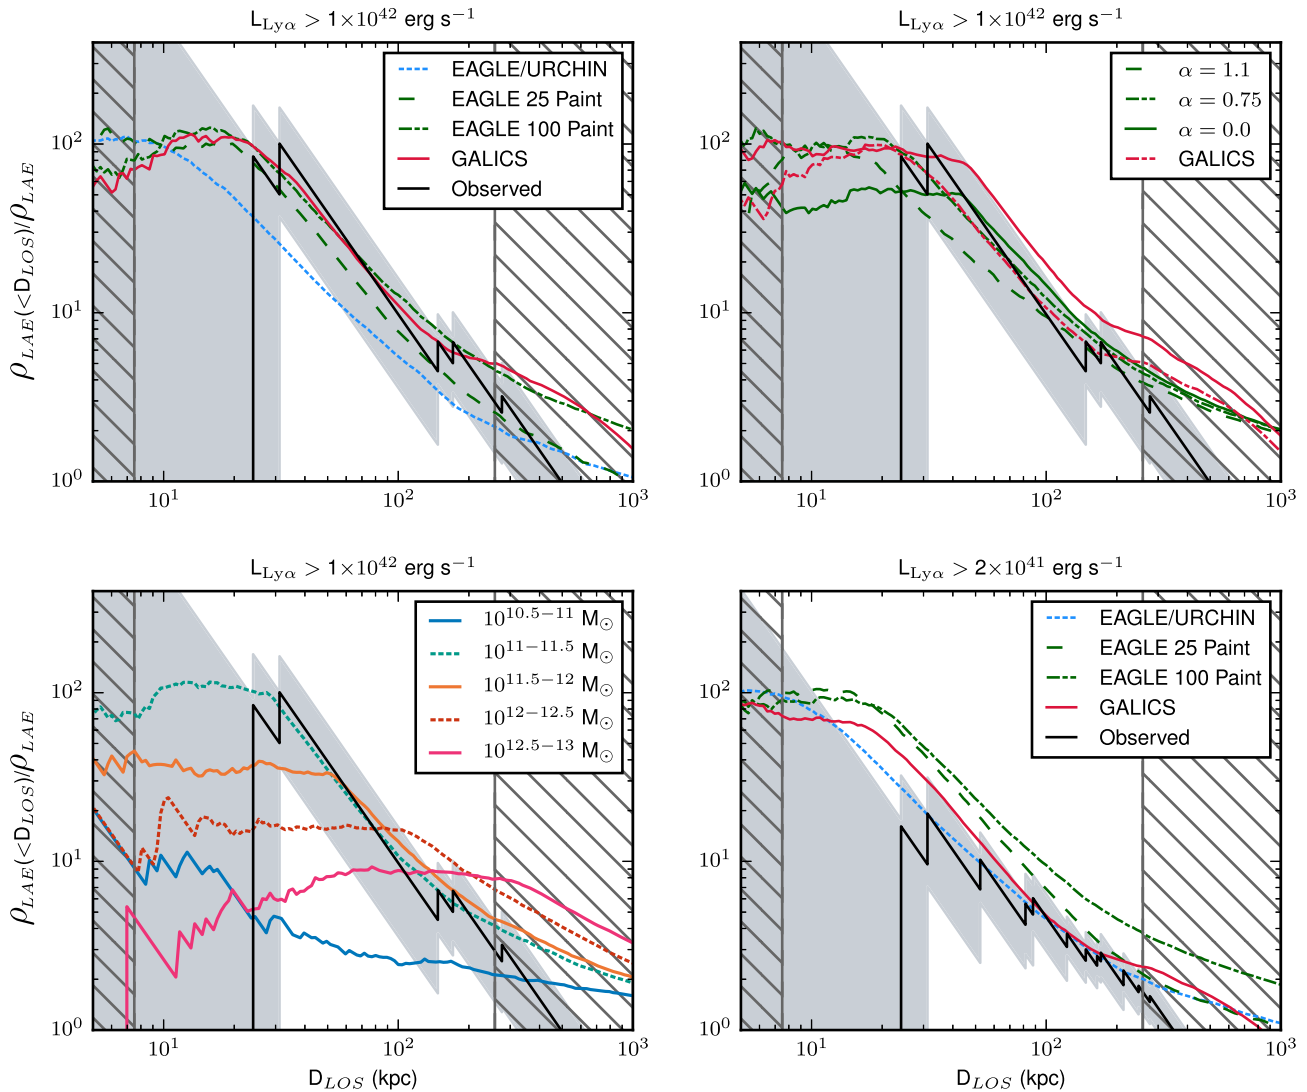 L_Lyα > 1×10^42 erg s^−1
10^2
10^1
10^0
ρ_LAE(<D_LOS)/ρ_LAE
EAGLE/URCHIN
EAGLE 25 Paint
EAGLE 100 Paint
GALICS
Observed
10^1 10^2 10^3
L_Lyα > 1×10^42 erg s^−1
10^2
10^1
10^0
α = 1.1
α = 0.75
α = 0.0
GALICS
10^1 10^2 10^3
L_Lyα > 1×10^42 erg s^−1
10^2
10^1
10^0
ρ_LAE(<D_LOS)/ρ_LAE
10^10.5−11 M_⊙
10^11−11.5 M_⊙
10^11.5−12 M_⊙
10^12−12.5 M_⊙
10^12.5−13 M_⊙
10^1 10^2 10^3
D_LOS (kpc)
L_Lyα > 2×10^41 erg s^−1
10^2
10^1
10^0
EAGLE/URCHIN
EAGLE 25 Paint
EAGLE 100 Paint
GALICS
Observed
10^1 10^2 10^3
D_LOS (kpc)